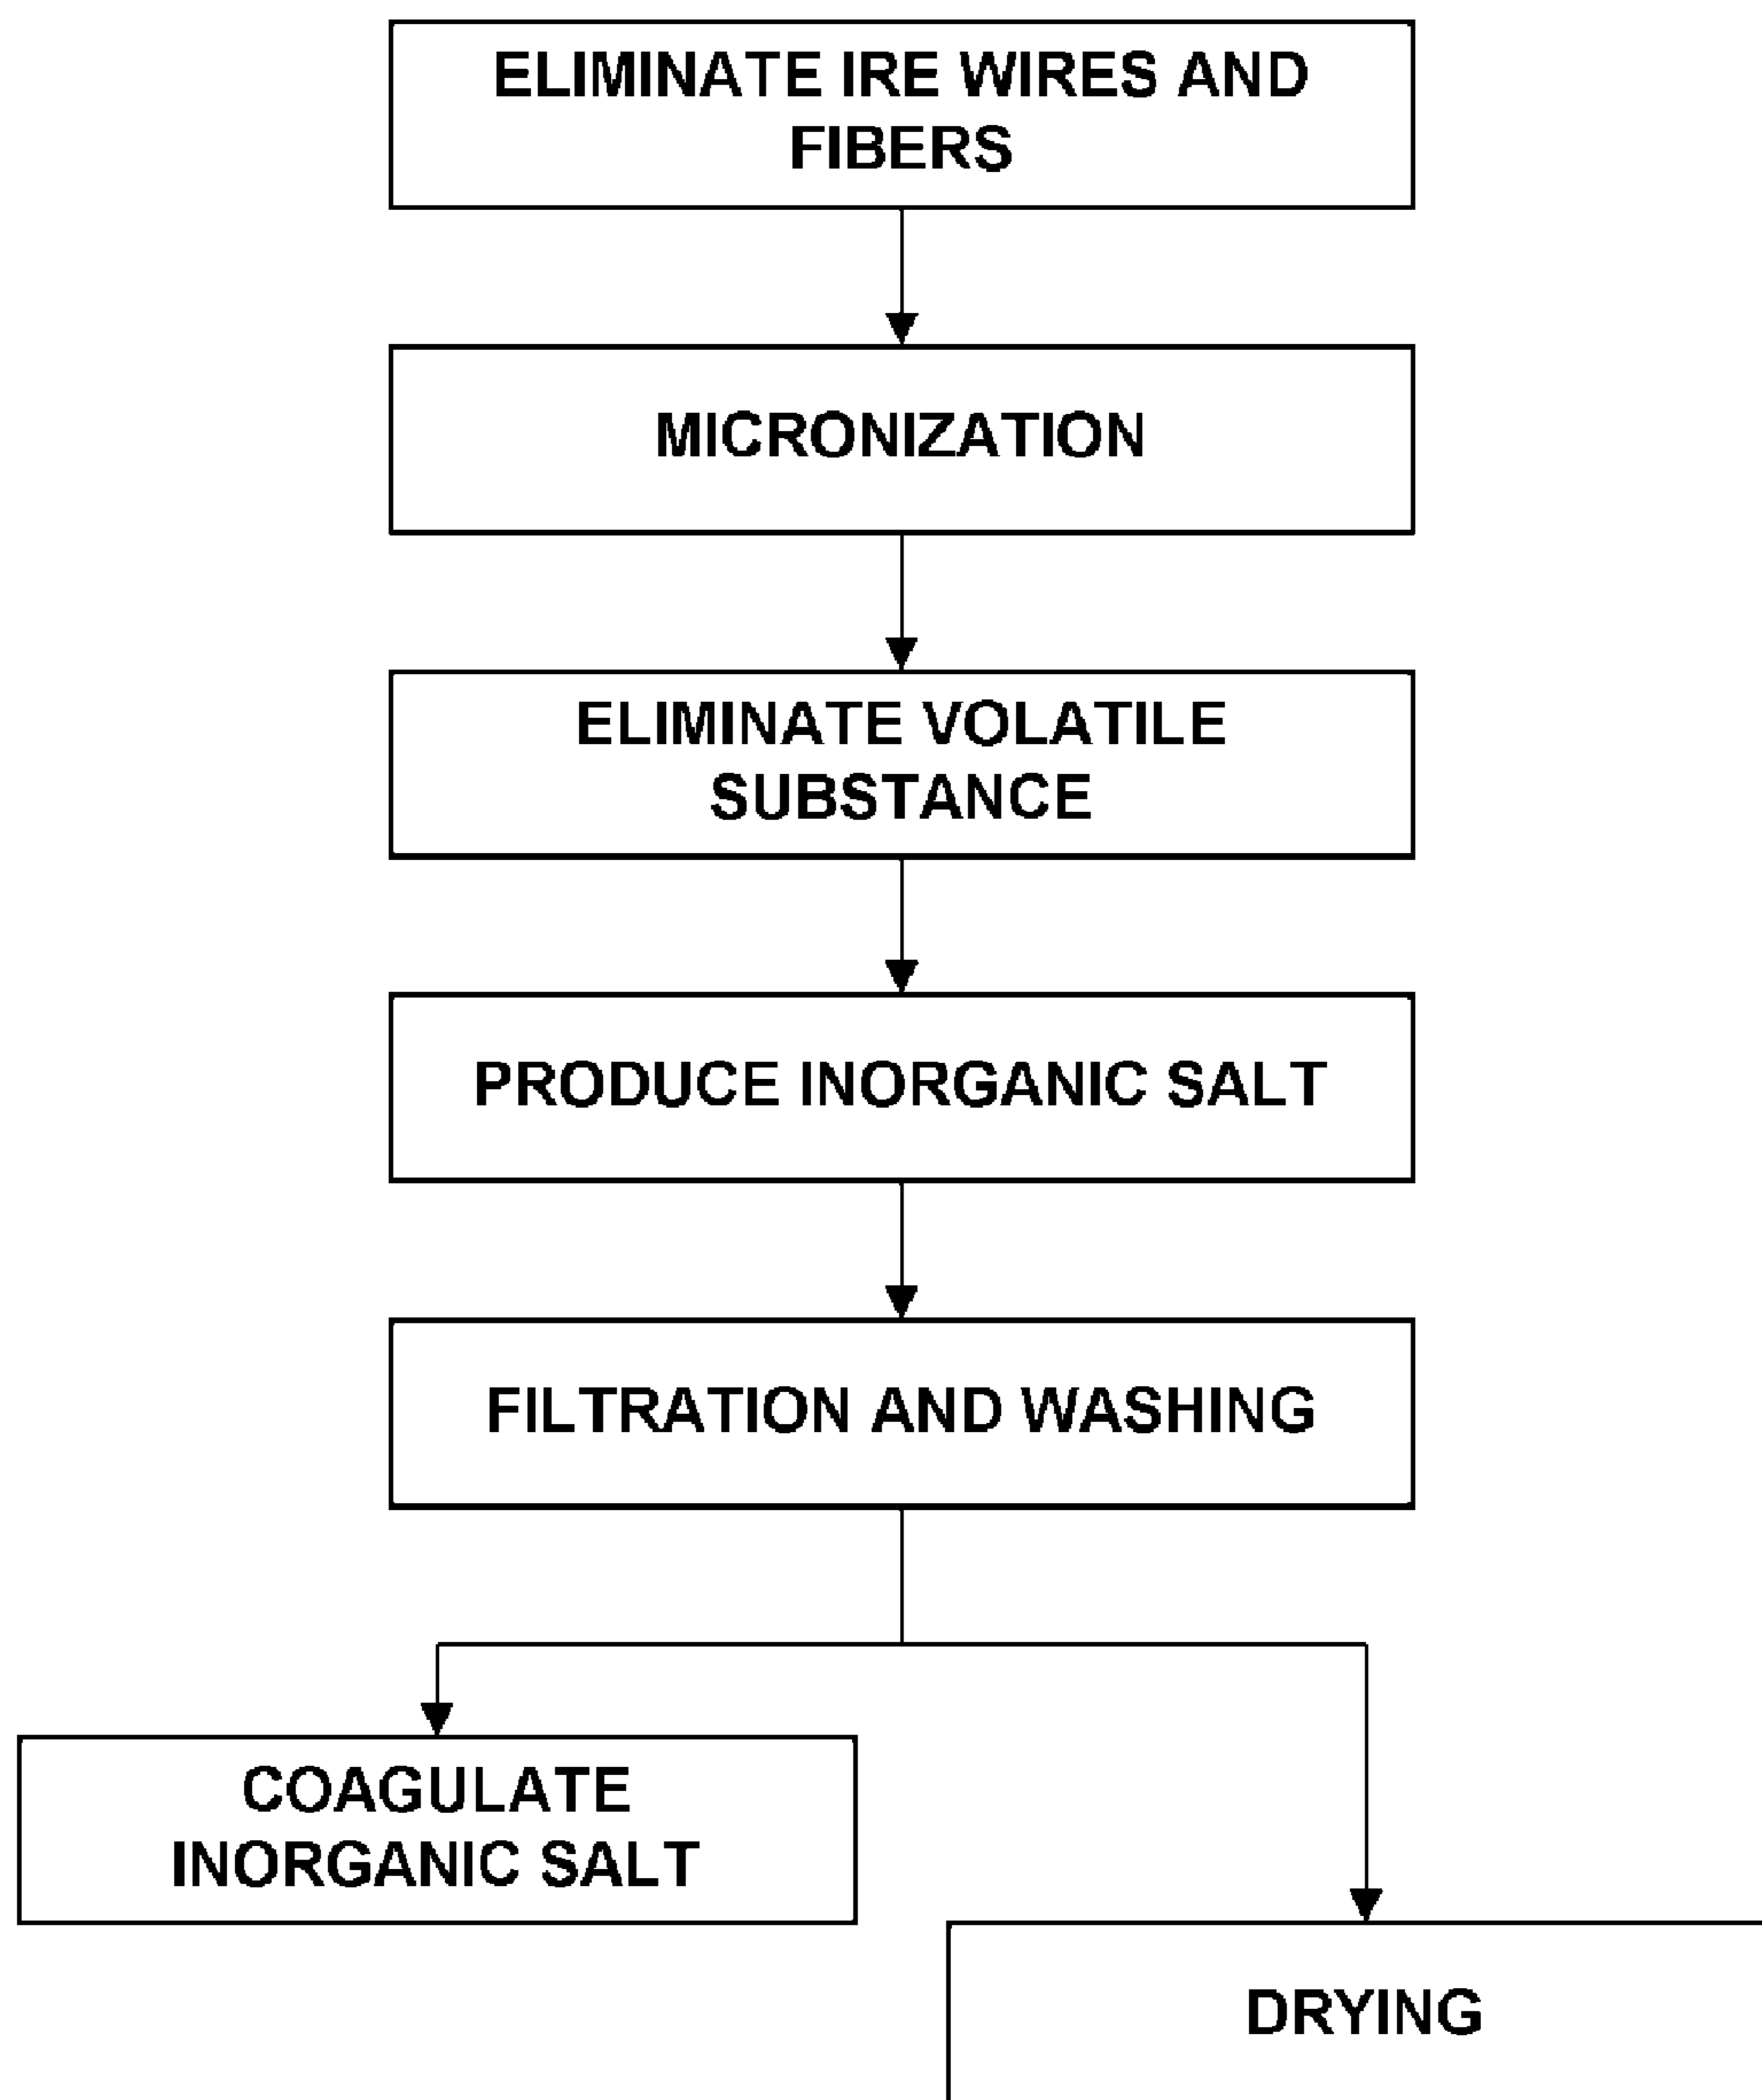 ELIMINATE IRE WIRES AND
FIBERS
MICRONIZATION
ELIMINATE VOLATILE
SUBSTANCE
PRODUCE INORGANIC SALT
FILTRATION AND WASHING
COAGULATE
INORGANIC SALT
DRYING